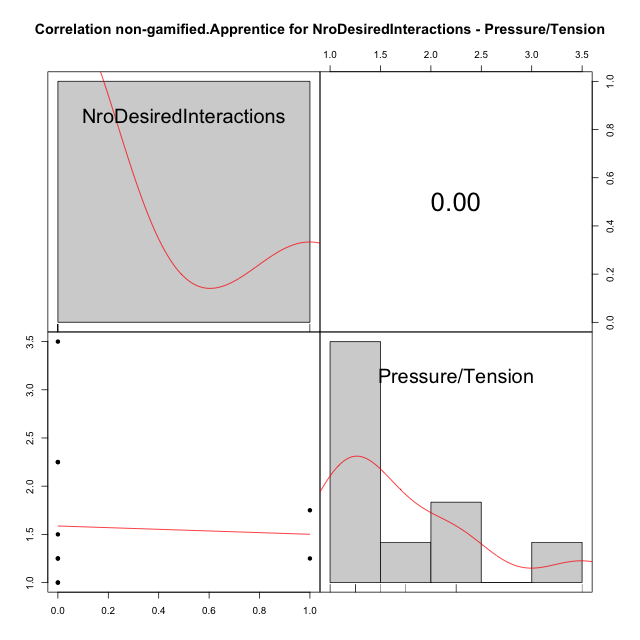 Correlation non-gamified.Apprentice for NroDesiredInteractions - Pressure/Tension
1.0 1.5 2.0 2.5 3.0 3.5
NroDesiredInteractions
0.00
0.0 0.2 0.4 0.6 0.8 1.0
1.0 1.5 2.0 2.5 3.0 3.5
Pressure/Tension
0.0 0.2 0.4 0.6 0.8 1.0